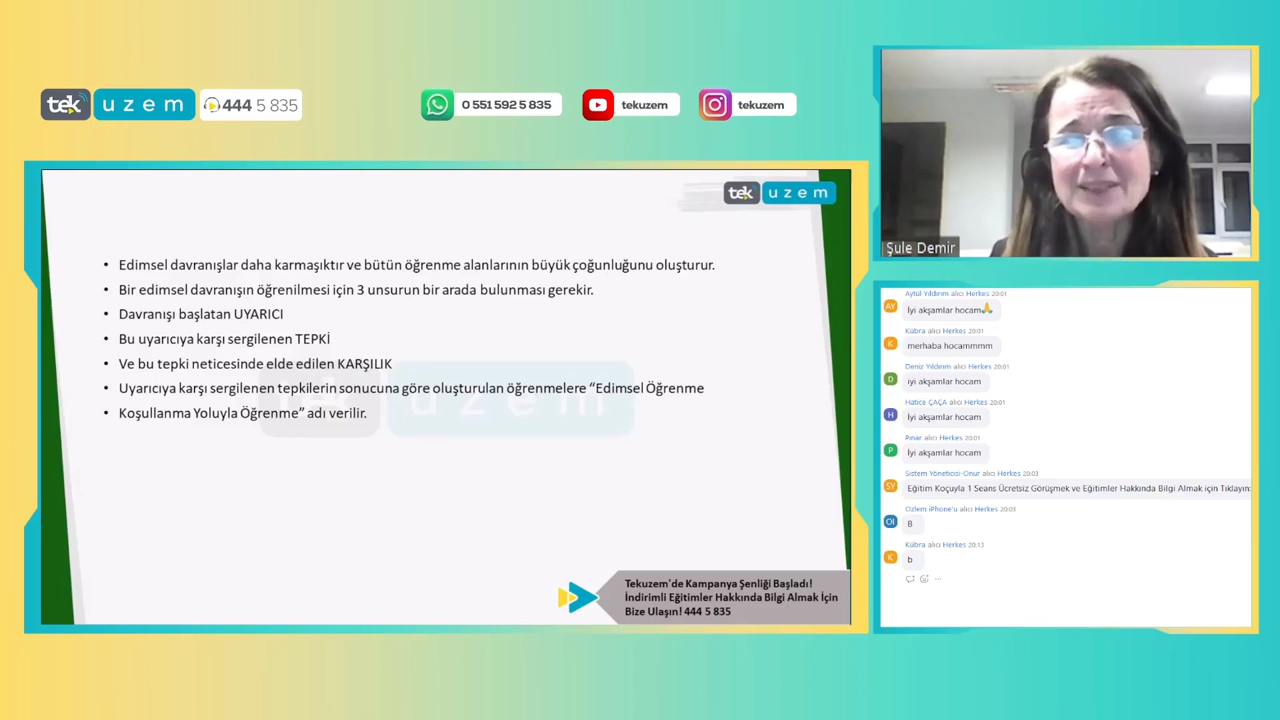 tek uzem 444 5 835
0 551 592 5 835
tekuzem
tekuzem
tek uzem
• Edimsel davranışlar daha karmaşıktır ve bütün öğrenme alanlarının büyük çoğunluğunu oluşturur.
• Bir edimsel davranışın öğrenilmesi için 3 unsurun bir arada bulunması gerekir.
• Davranışı başlatan UYARICI
• Bu uyarıcıya karşı sergilenen TEPKİ
• Ve bu tepki neticesinde elde edilen KARŞILIK
• Uyarıcıya karşı sergilenen tepkilerin sonucuna göre oluşturulan öğrenmelere “Edimsel Öğrenme
• Koşullanma Yoluyla Öğrenme” adı verilir.
uzem
Tekuzem'de Kampanya Şenliği Başladı!
İndirimli Eğitimler Hakkında Bilgi Almak İçin
Bize Ulaşın! 444 5 835
Şule Demir
Aytül Yıldırım alıcı Herkes 20:01
AY
İyi akşamlar hocam🙏
Kübra alıcı Herkes 20:01
K
merhaba hocammmm
Deniz Yıldırım alıcı Herkes 20:01
D
iyi akşamlar hocam
Hatice ÇAÇA alıcı Herkes 20:01
H
İyi akşamlar hocam
Pınar alıcı Herkes 20:01
P
İyi akşamlar hocam
Sistem Yöneticisi-Onur alıcı Herkes 20:03
SY
Eğitim Koçuyla 1 Seans Ücretsiz Görüşmek ve Eğitimler Hakkında Bilgi Almak için Tıklayın:
Özlem iPhone'u alıcı Herkes 20:03
Öİ
B
Kübra alıcı Herkes 20:13
K
b